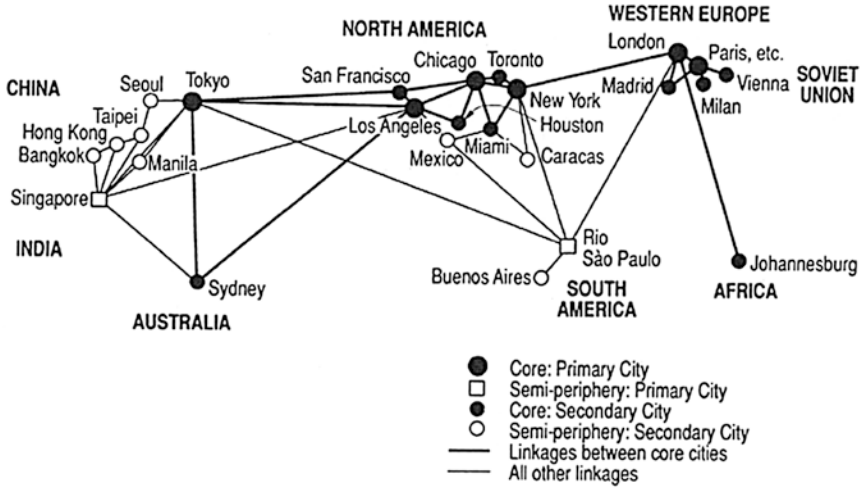 WESTERN EUROPE
NORTH AMERICA
London
Paris, etc.
Chicago
Toronto
San Francisco
Tokyo
Seoul
CHINA
SOVIET
UNION
Madrid
Vienna
Milan
New York
Taipei
Hong Kong
Los Angeles
Houston
Bangkok
Manila
Mexico
Miami
Caracas
Singapore
INDIA
Rio
Sào Paulo
Buenos Aires
Johannesburg
Sydney
SOUTH
AMERICA
AFRICA
AUSTRALIA
Core: Primary City
Semi-periphery: Primary City
Core: Secondary City
Semi-periphery: Secondary City
Linkages between core cities
All other linkages